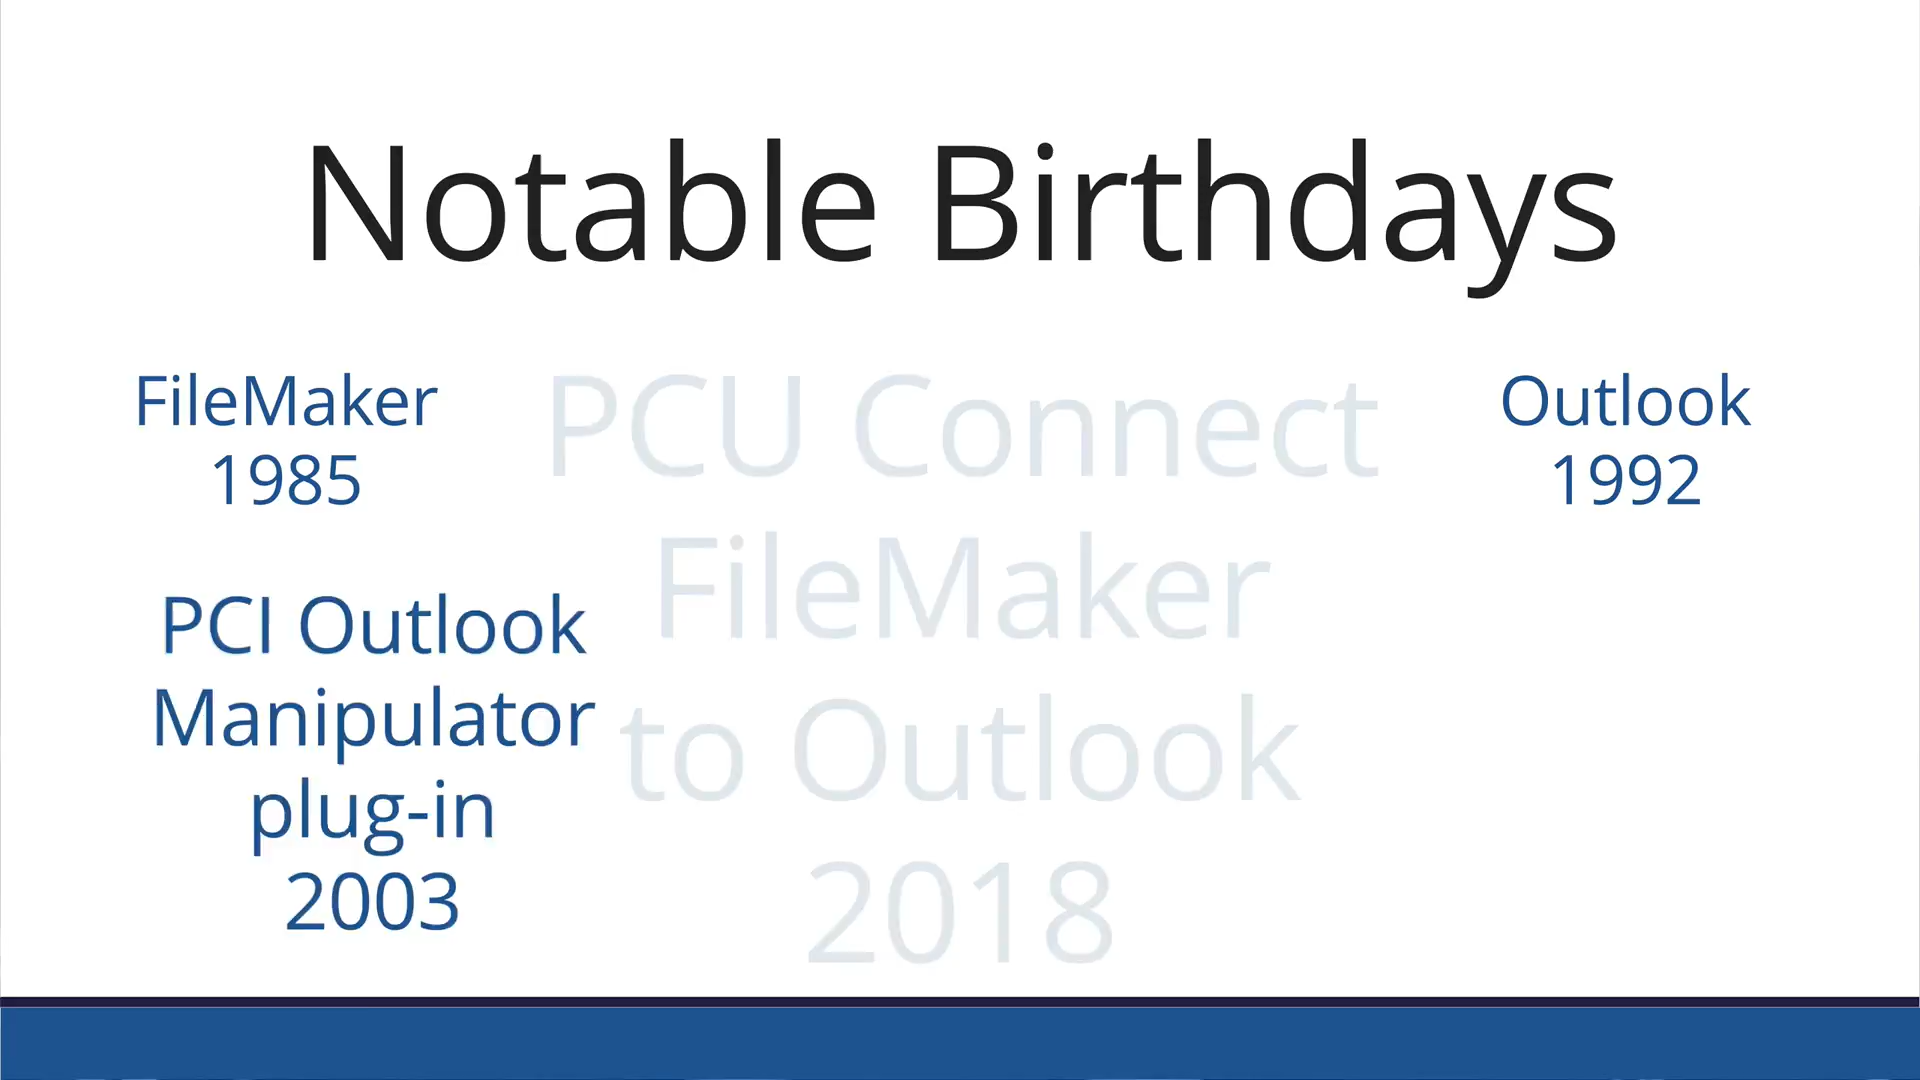 Notable Birthdays
FileMaker
1985
PCU Connect
FileMaker
to Outlook
2018
Outlook
1992
PCI Outlook
Manipulator
plug-in
2003